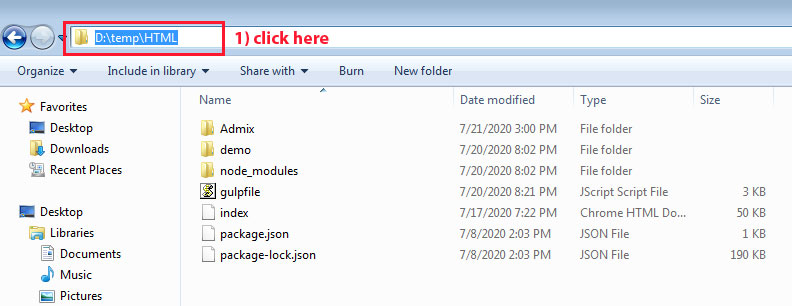 D:\temp\HTML 1) click here
Organize Include in library Share with Burn New folder
Favorites
Desktop
Downloads
Recent Places
Desktop
Libraries
Documents
Music
Pictures
Name Date modified Type Size
Admix 7/21/2020 3:00 PM File folder
demo 7/20/2020 8:02 PM File folder
node_modules 7/20/2020 8:02 PM File folder
gulpfile 7/20/2020 8:21 PM JScript Script File 3 KB
index 7/17/2020 7:22 PM Chrome HTML Do... 50 KB
package.json 7/8/2020 2:03 PM JSON File 1 KB
package-lock.json 7/8/2020 2:03 PM JSON File 190 KB